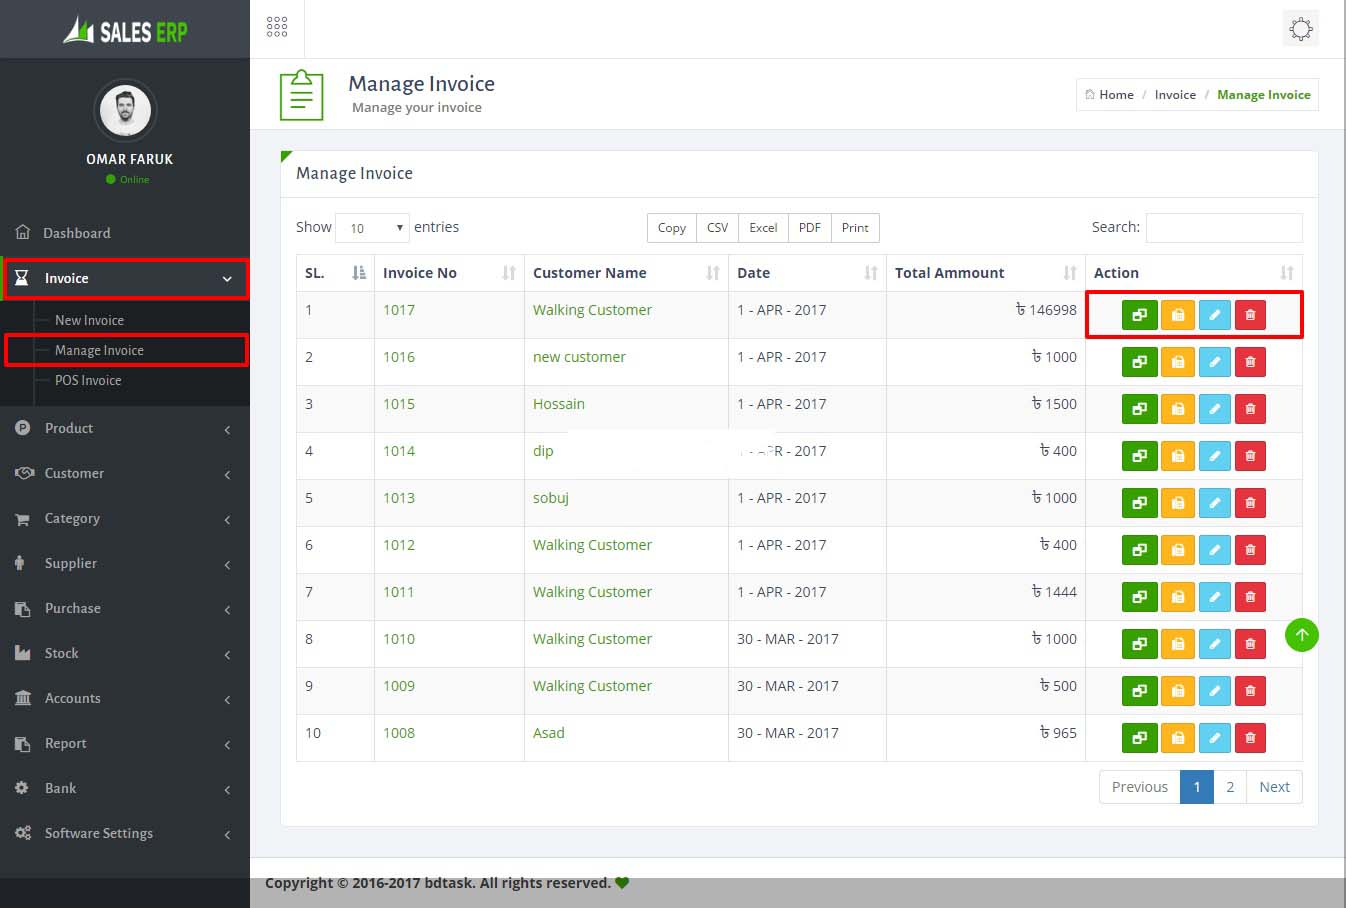 SALES ERP
Manage Invoice
Manage your invoice
Home / Invoice / Manage Invoice
OMAR FARUK
Online
Dashboard
Invoice
New Invoice
Manage Invoice
POS Invoice
Product
Customer
Category
Supplier
Purchase
Stock
Accounts
Report
Bank
Software Settings
Manage Invoice
Show 10 entries
Copy CSV Excel PDF Print
Search:
SL. Invoice No Customer Name Date Total Ammount Action
1 1017 Walking Customer 1 - APR - 2017 ৳ 146998
2 1016 new customer 1 - APR - 2017 ৳ 1000
3 1015 Hossain 1 - APR - 2017 ৳ 1500
4 1014 dip - APR - 2017 ৳ 400
5 1013 sobuj 1 - APR - 2017 ৳ 1000
6 1012 Walking Customer 1 - APR - 2017 ৳ 400
7 1011 Walking Customer 1 - APR - 2017 ৳ 1444
8 1010 Walking Customer 30 - MAR - 2017 ৳ 1000
9 1009 Walking Customer 30 - MAR - 2017 ৳ 500
10 1008 Asad 30 - MAR - 2017 ৳ 965
Previous 1 2 Next
Copyright © 2016-2017 bdtask. All rights reserved.